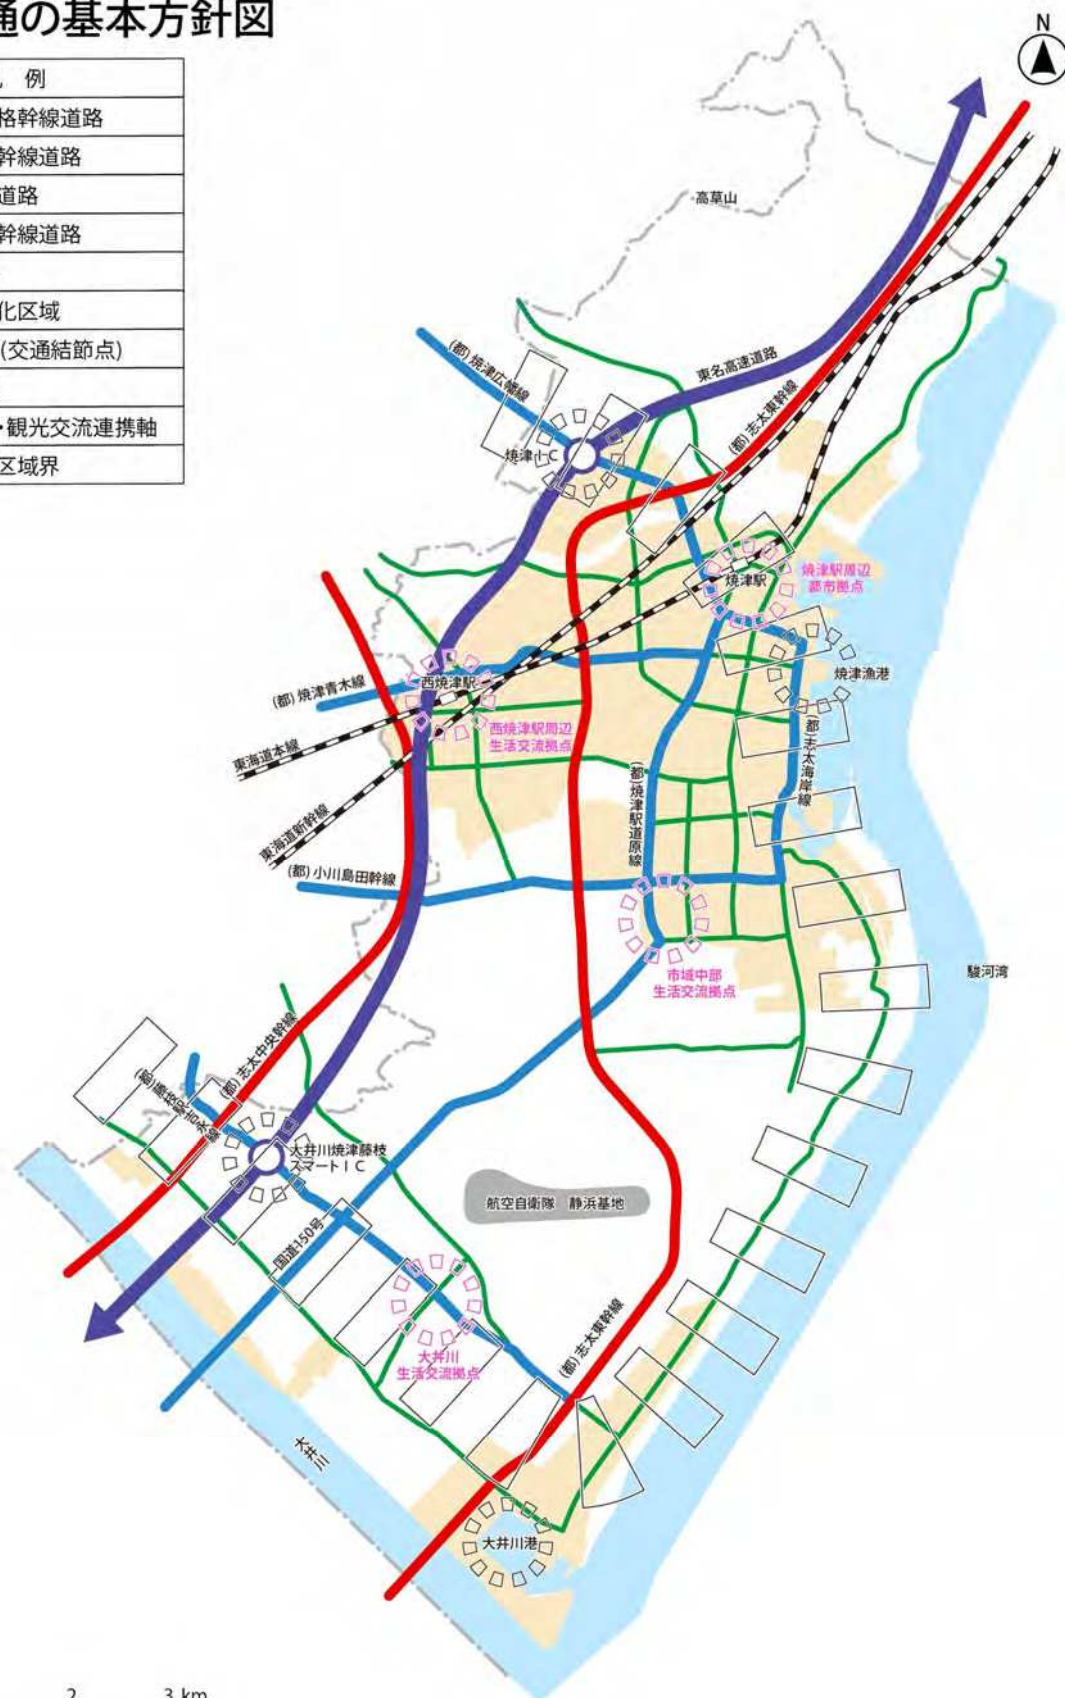 通の基本方針図
例
格幹線道路
幹線道路
道路
幹線道路
化区域
(交通結節点)
・観光交流連携軸
区域界
N
高草山
(都)焼津広幡線
東名高速道路
(都)志太東幹線
焼津IC
焼津駅
焼津駅周辺
都市拠点
焼津漁港
西焼津駅
(都)焼津青木線
西焼津駅周辺
生活交流拠点
(都)志太海岸線
東海道本線
(都)焼津駅道原線
東海道新幹線
(都)小川島田幹線
駿河湾
市域中部
生活交流拠点
(都)志太中央幹線
(都)藤枝駅吉永線
大井川焼津藤枝
スマートIC
航空自衛隊 静浜基地
国道150号
(都)志太東幹線
大井川
生活交流拠点
大井川
大井川港
2 3 km